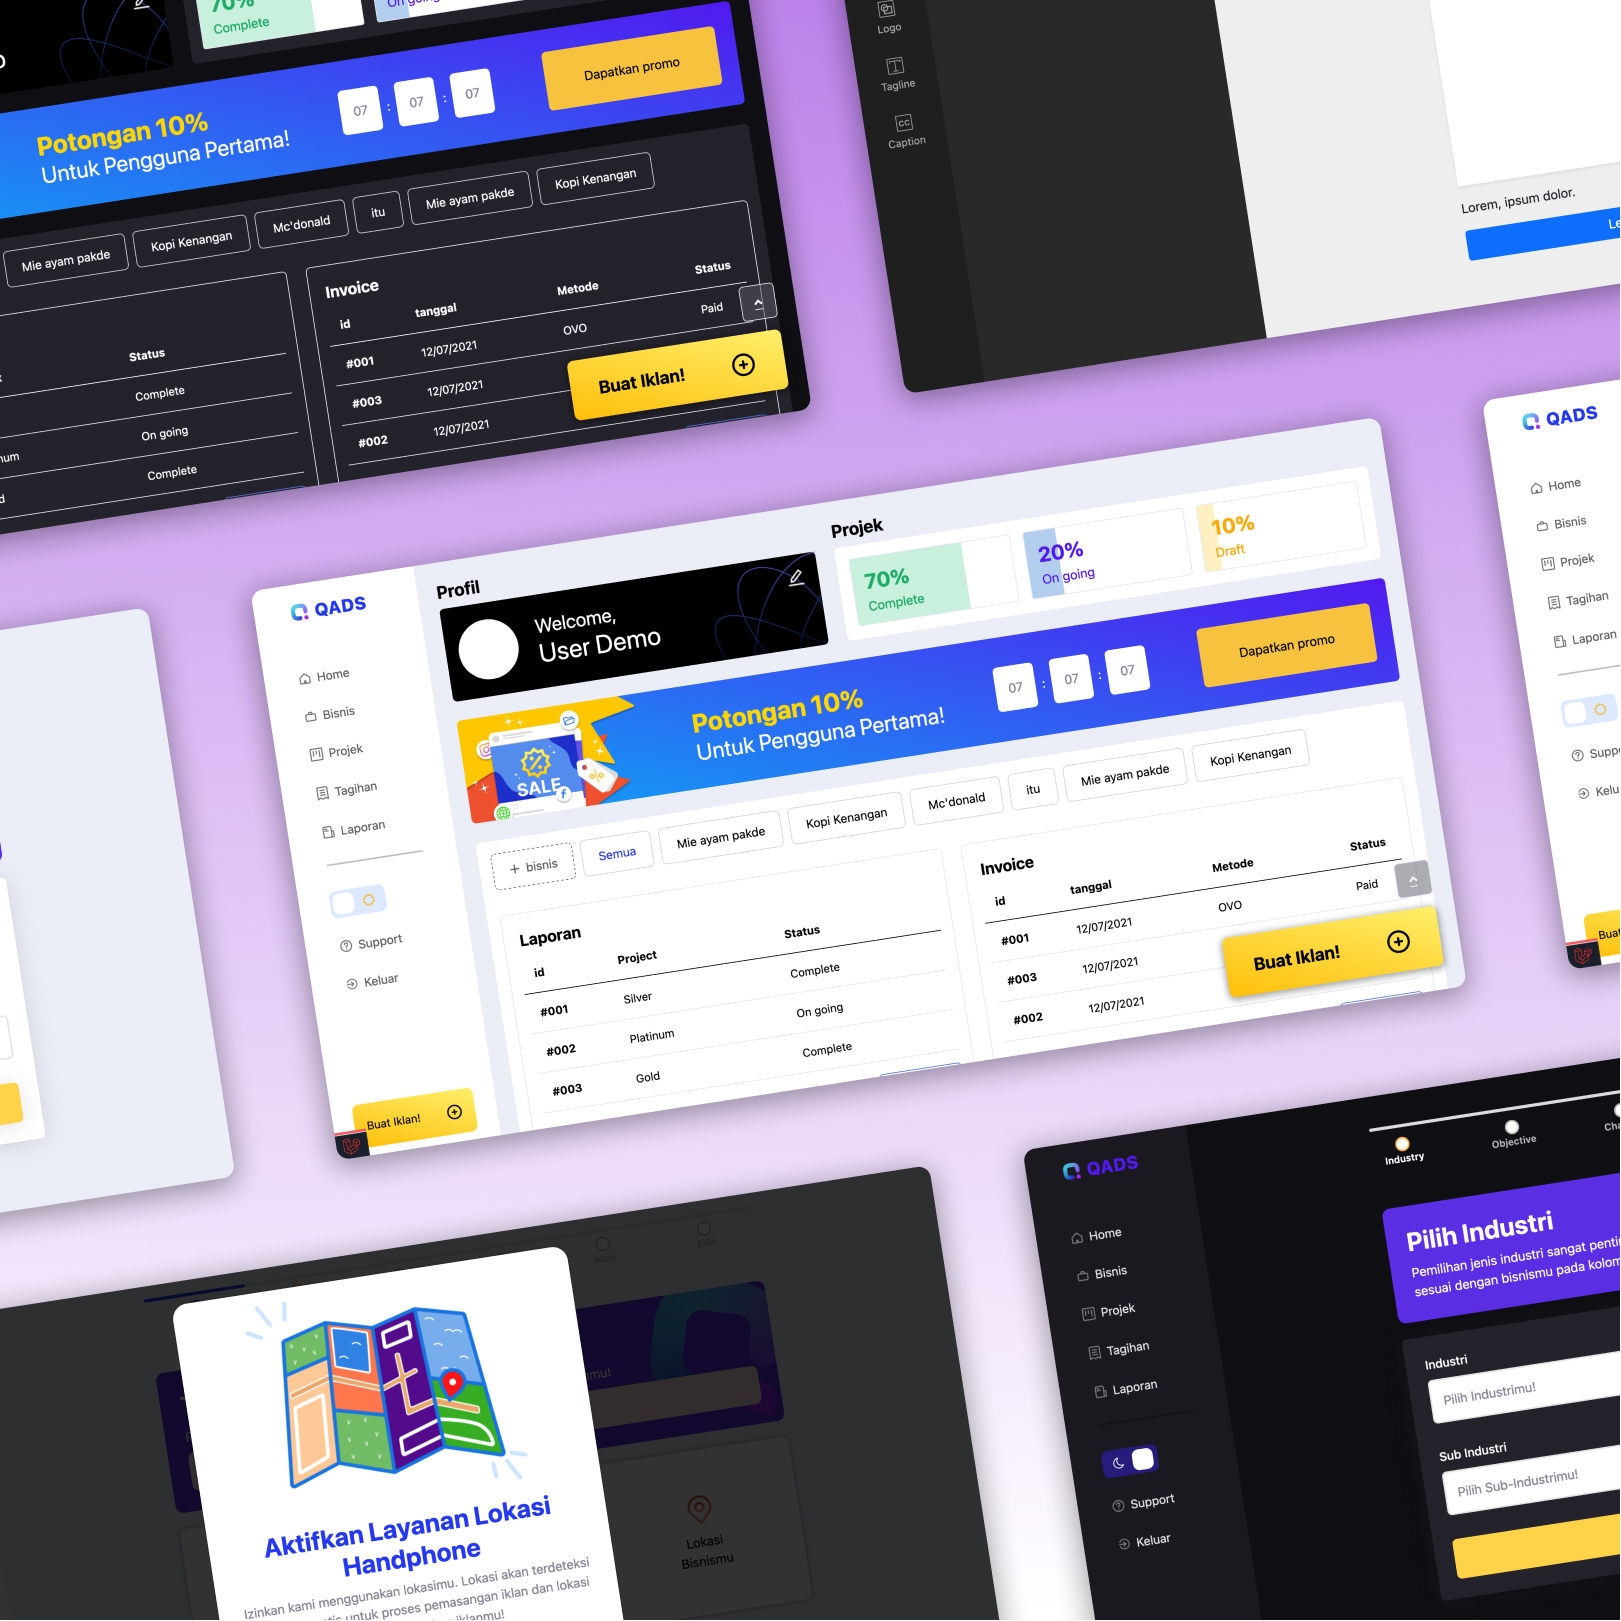 70%
Complete
On going
Potongan 10%
Untuk Pengguna Pertama!
07 : 07 : 07
Dapatkan promo
Mie ayam pakde
Kopi Kenangan
Mc'donald
itu
Mie ayam pakde
Kopi Kenangan
Status
Complete
On going
Complete
Invoice
id
tanggal
Metode
Status
#001
12/07/2021
OVO
Paid
#003
12/07/2021
#002
12/07/2021
Buat Iklan!
Logo
Tagline
CC
Caption
Lorem, ipsum dolor.
QADS
Home
Bisnis
Projek
Tagihan
Laporan
Support
Keluar
Buat Iklan!
Profil
Welcome,
User Demo
Projek
70%
Complete
20%
On going
10%
Draft
SALE
%
Potongan 10%
Untuk Pengguna Pertama!
07 : 07 : 07
Dapatkan promo
+ bisnis
Semua
Mie ayam pakde
Kopi Kenangan
Mc'donald
itu
Mie ayam pakde
Kopi Kenangan
Laporan
id
Project
Status
#001
Silver
Complete
#002
Platinum
On going
#003
Gold
Complete
Invoice
id
tanggal
Metode
Status
#001
12/07/2021
OVO
Paid
#003
12/07/2021
#002
12/07/2021
Buat Iklan!
QADS
Home
Bisnis
Projek
Tagihan
Laporan
Iklan
Edit
Lokasi
Bisnismu
Aktifkan Layanan Lokasi
Handphone
Izinkan kami menggunakan lokasimu. Lokasi akan terdeteksi
untuk proses pemasangan iklan dan lokasi
iklanmu!
QADS
Home
Bisnis
Projek
Tagihan
Laporan
Support
Keluar
Industry
Objective
Pilih Industri
Pemilihan jenis industri sangat
sesuai dengan bisnismu pada
Industri
Pilih Industrimu!
Sub Industri
Pilih Sub-Industrimu!